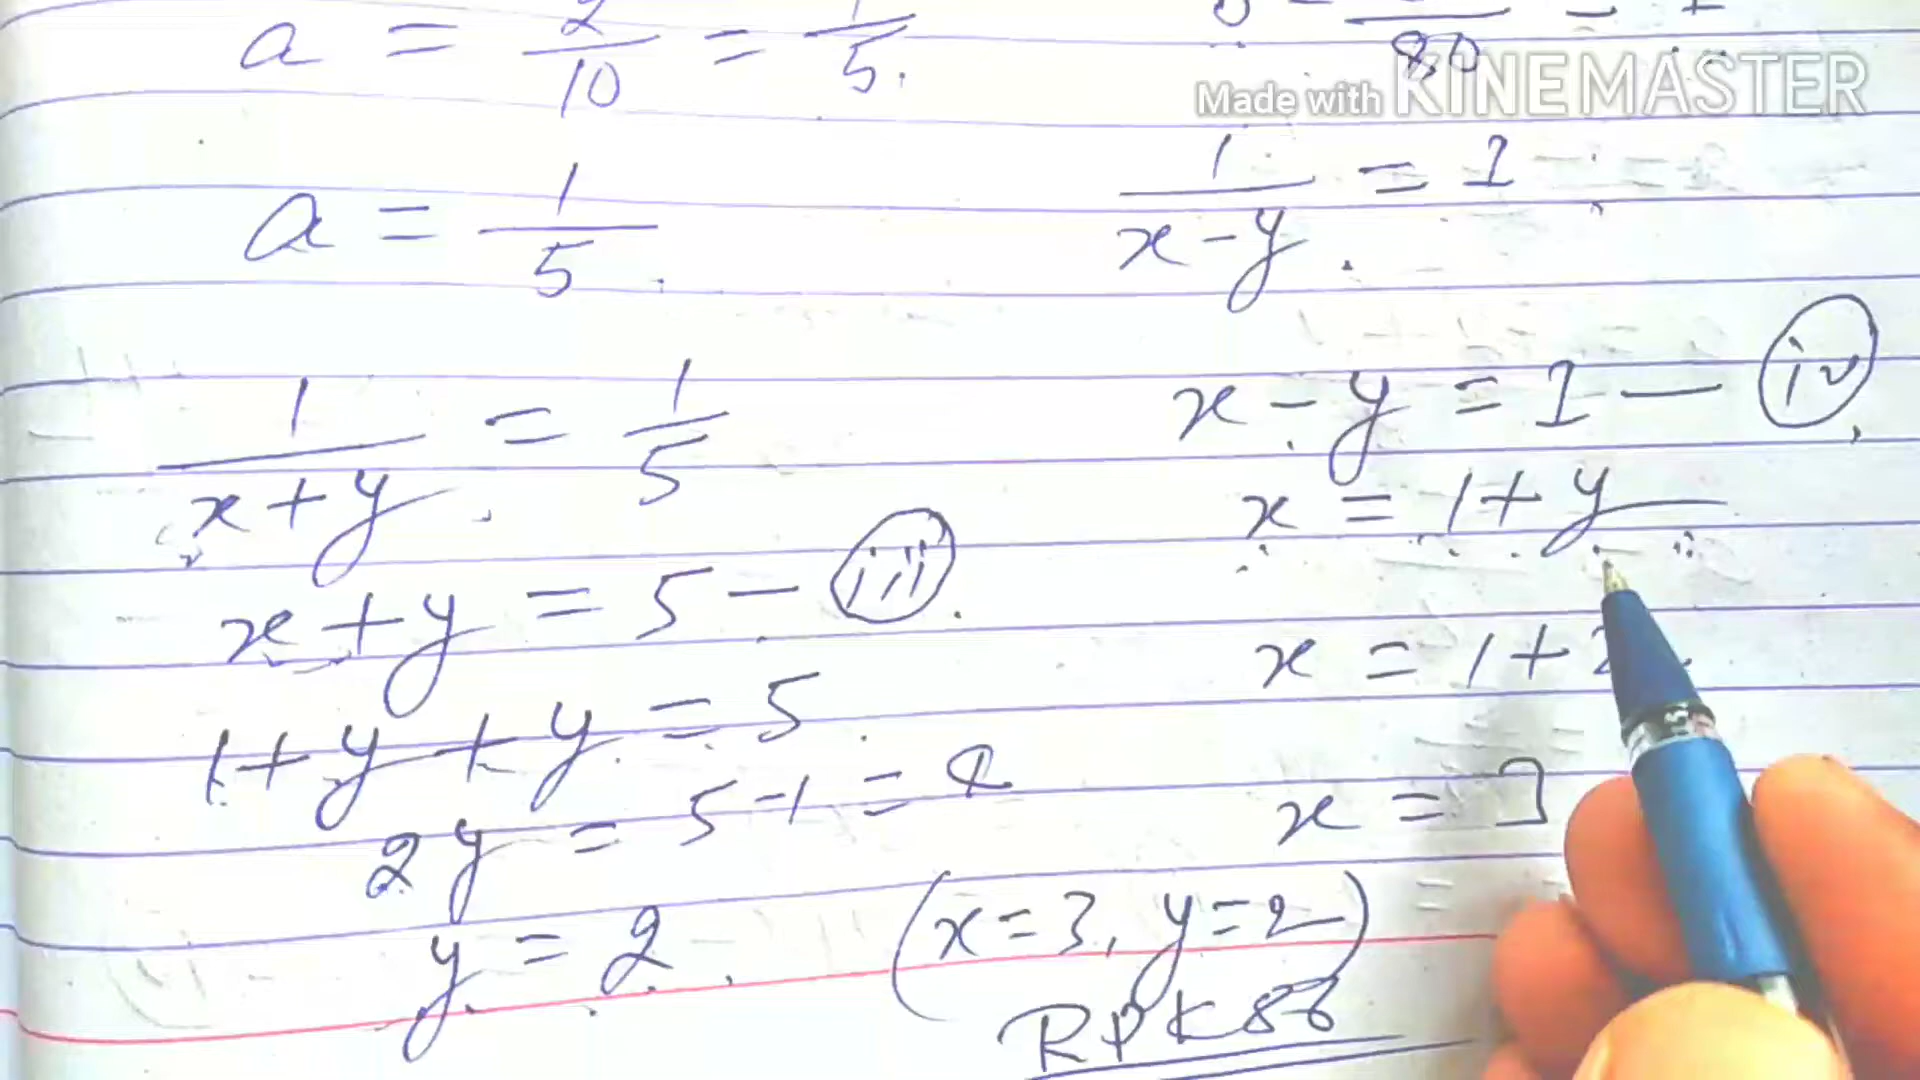 a = 2/10 = 1/5.
80
Made with KINEMASTER
a = 1/5.
1/(x-y) = 1
1/(x+y) = 1/5
x - y = 1 — (iv)
x + y = 5 - (iii)
x = 1 + y
1 + y + y = 5
x = 1 + 2
2y = 5 - 1 = 4
x = 3
y = 2.
(x = 3, y = 2)